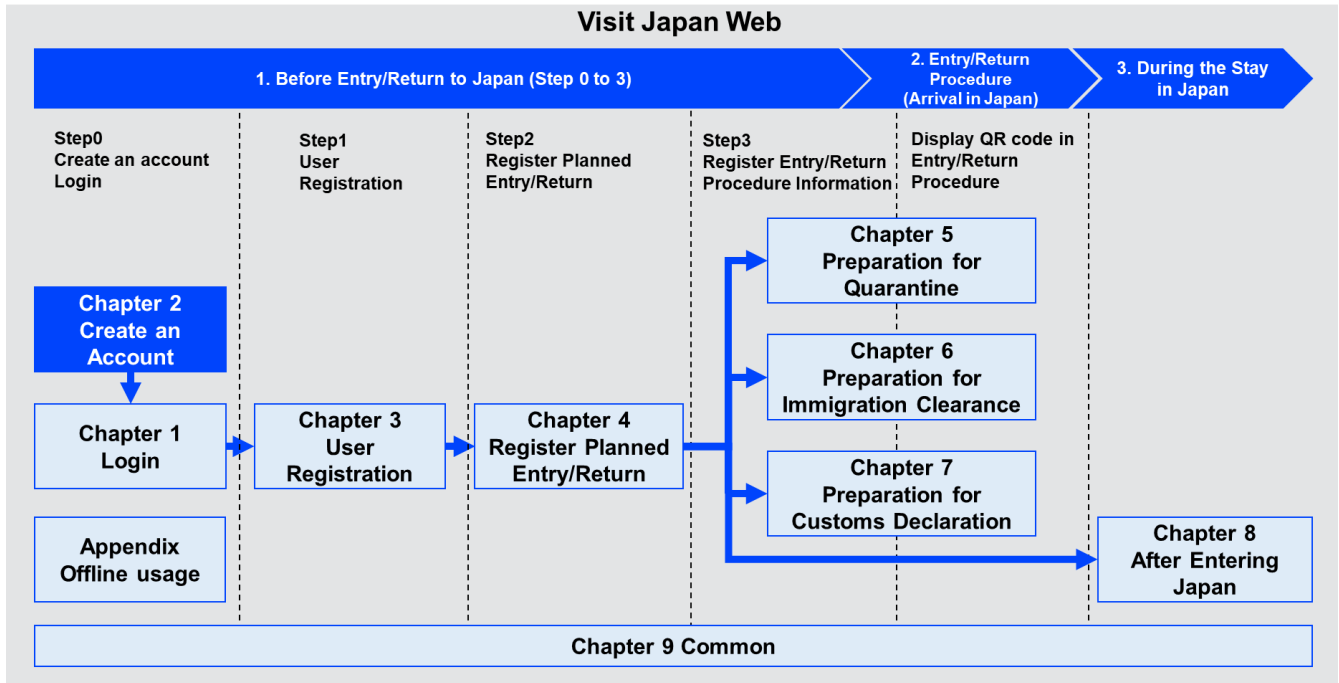 Visit Japan Web
1. Before Entry/Return to Japan (Step 0 to 3)
2. Entry/Return
Procedure
(Arrival in Japan)
3. During the Stay
in Japan
Step0
Create an account
Login
Step1
User
Registration
Step2
Register Planned
Entry/Return
Step3
Register Entry/Return
Procedure Information
Display QR code in
Entry/Return
Procedure
Chapter 2
Create an
Account
Chapter 1
Login
Appendix
Offline usage
Chapter 3
User
Registration
Chapter 4
Register Planned
Entry/Return
Chapter 5
Preparation for
Quarantine
Chapter 6
Preparation for
Immigration Clearance
Chapter 7
Preparation for
Customs Declaration
Chapter 8
After Entering
Japan
Chapter 9 Common